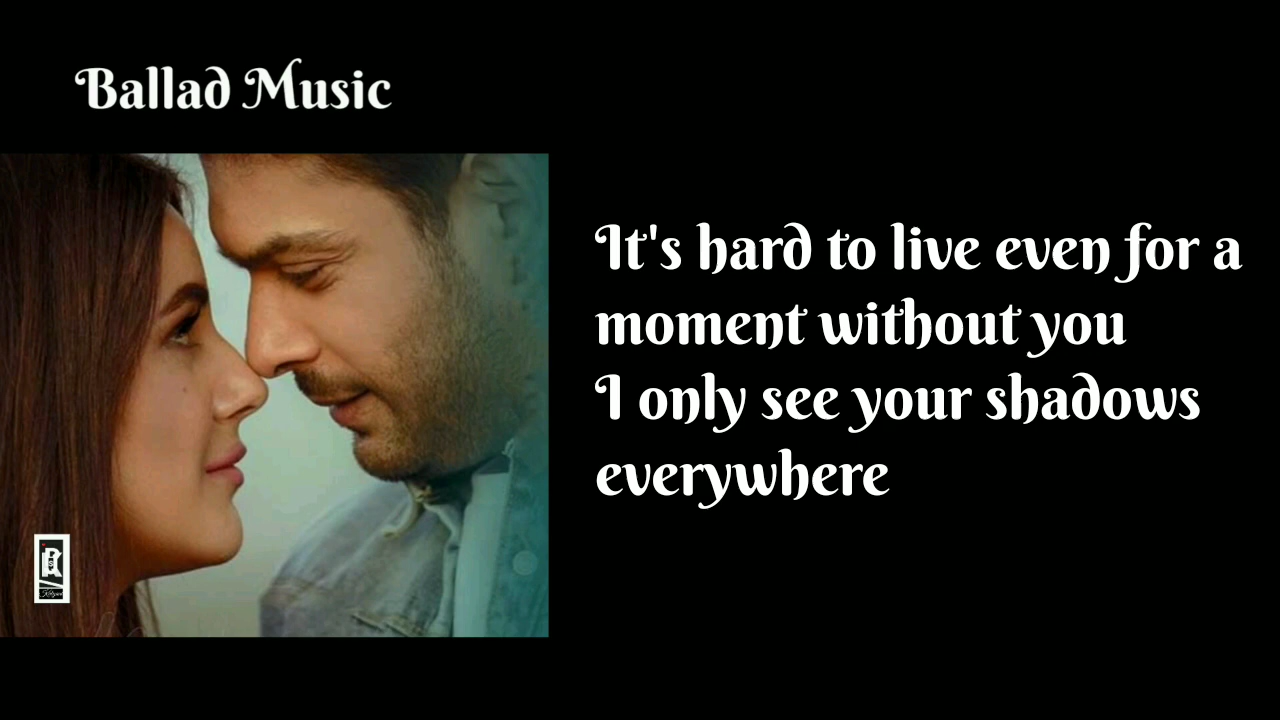 Ballad Music
It's hard to live even for a
moment without you
I only see your shadows
everywhere